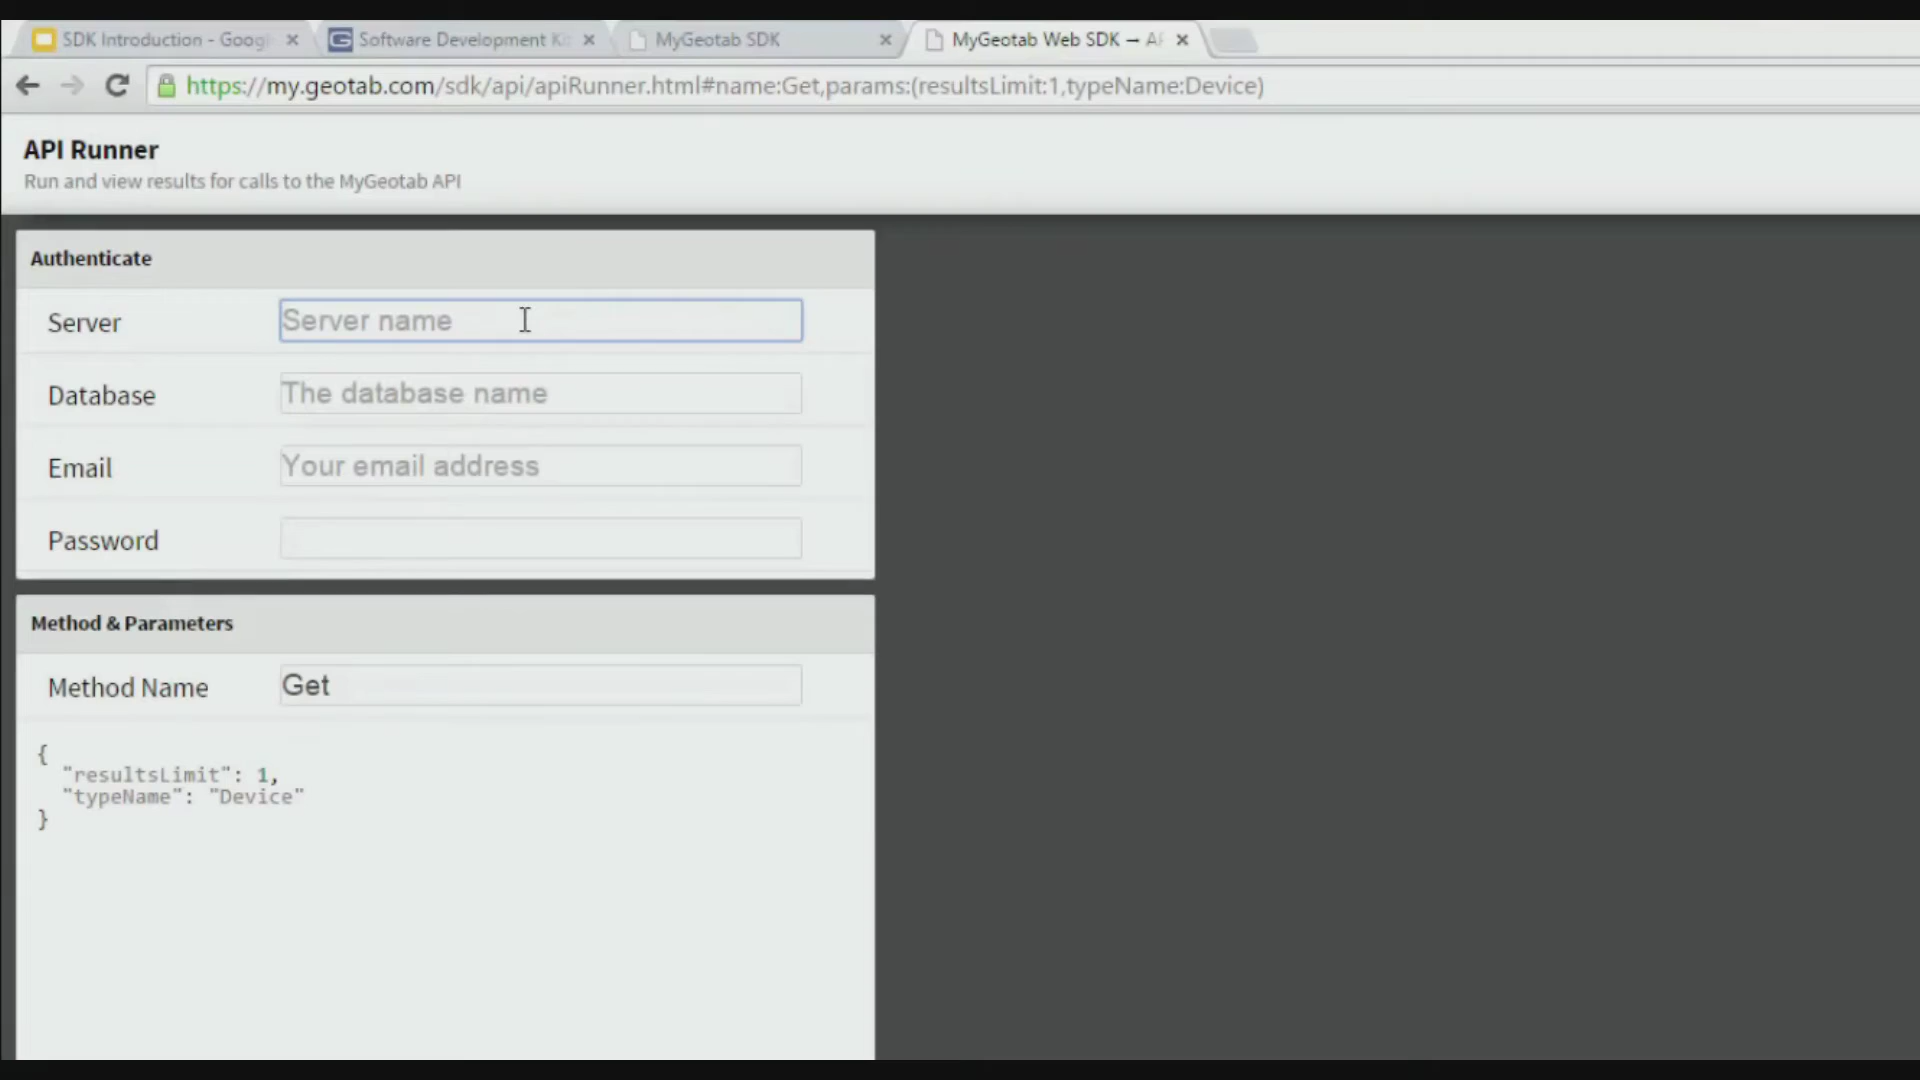 SDK Introduction - Goog
Software Development Ki
MyGeotab SDK
MyGeotab Web SDK – AP
https://my.geotab.com/sdk/api/apiRunner.html#name:Get,params:(resultsLimit:1,typeName:Device)
API Runner
Run and view results for calls to the MyGeotab API
Authenticate
Server
Server name
Database
The database name
Email
Your email address
Password
Method & Parameters
Method Name
Get
{
"resultsLimit": 1,
"typeName": "Device"
}